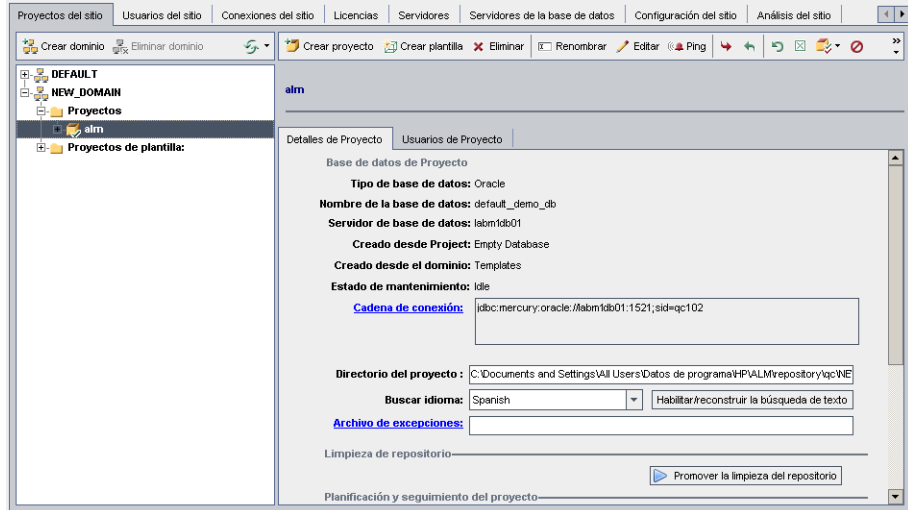 Proyectos del sitio Usuarios del sitio Conexiones del sitio Licencias Servidores Servidores de la base de datos Configuración del sitio Análisis del sitio
Crear dominio Eliminar dominio Crear proyecto Crear plantilla Eliminar Renombrar Editar Ping
DEFAULT
NEW_DOMAIN
Proyectos
alm
Proyectos de plantilla:
alm
Detalles de Proyecto Usuarios de Proyecto
Base de datos de Proyecto
Tipo de base de datos: Oracle
Nombre de la base de datos: default_demo_db
Servidor de base de datos: labm1db01
Creado desde Project: Empty Database
Creado desde el dominio: Templates
Estado de mantenimiento: Idle
Cadena de conexión: jdbc:mercury:oracle://labm1db01:1521;sid=qc102
Directorio del proyecto : C:\Documents and Settings\All Users\Datos de programa\HP\ALM\repository\qc\NE
Buscar idioma: Spanish Habilitar/reconstruir la búsqueda de texto
Archivo de excepciones:
Limpieza de repositorio
Promover la limpieza del repositorio
Planificación y seguimiento del proyecto